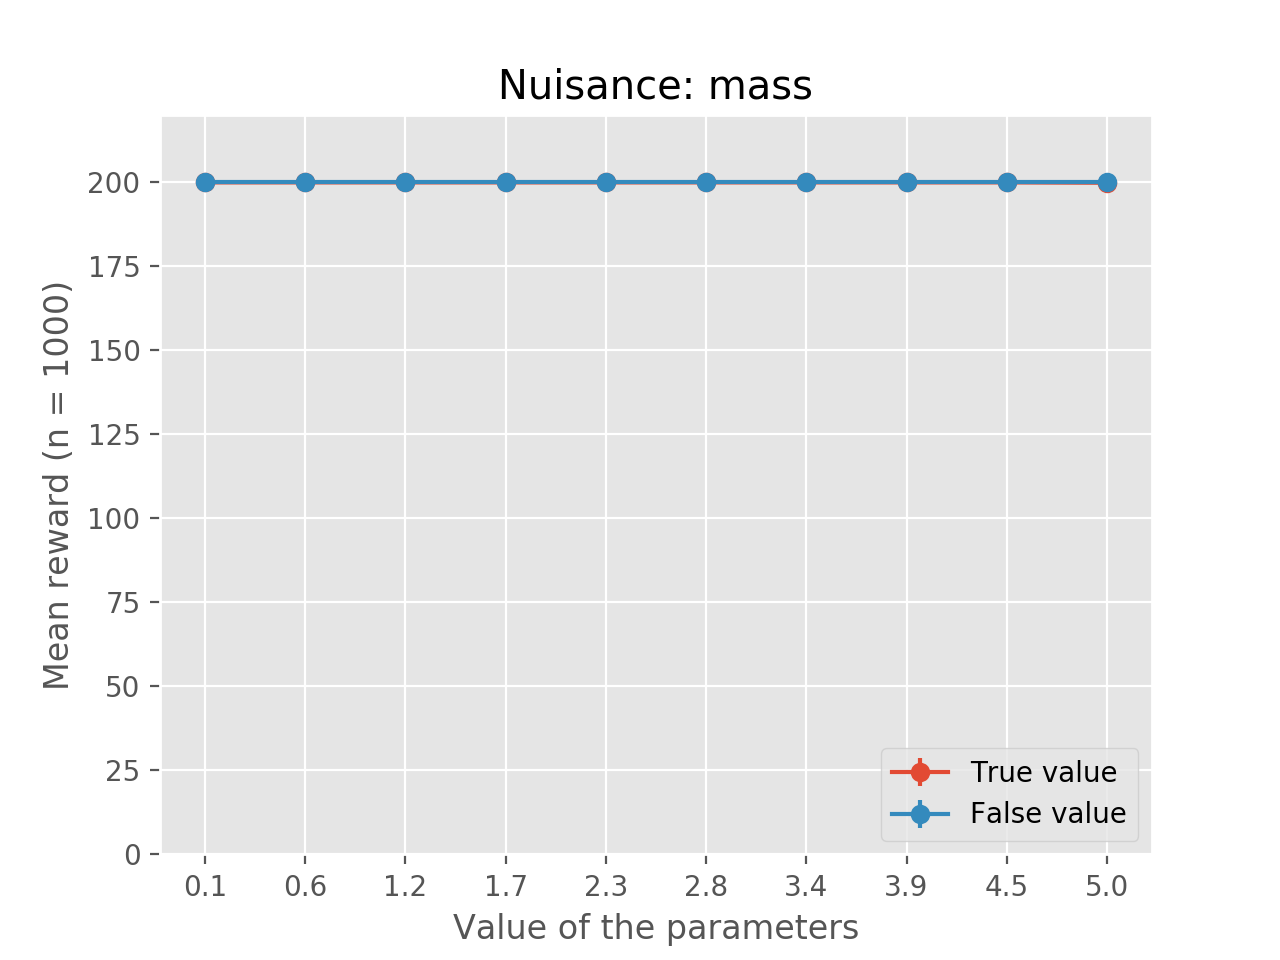 Nuisance: mass
Mean reward (n = 1000)
200
175
150
125
100
75
50
25
0
True value
False value
0.1 0.6 1.2 1.7 2.3 2.8 3.4 3.9 4.5 5.0
Value of the parameters